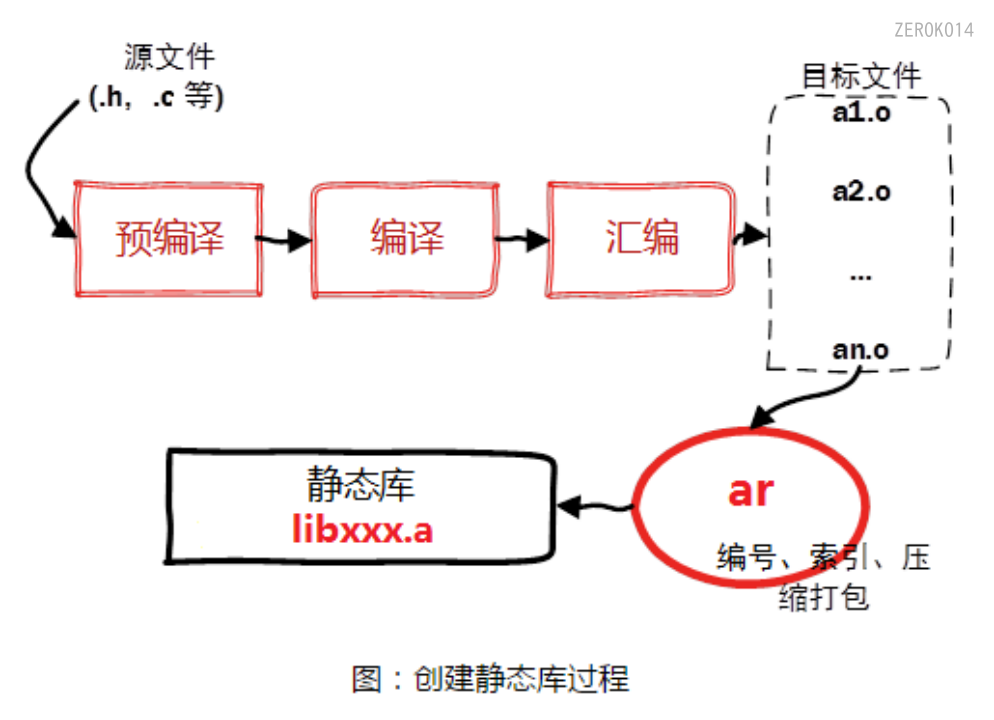 ZEROK014
源文件
(.h, .c 等)
目标文件
a1.o
a2.o
...
an.o
预编译
编译
汇编
ar
编号、索引、压
缩打包
静态库
libxxx.a
图：创建静态库过程